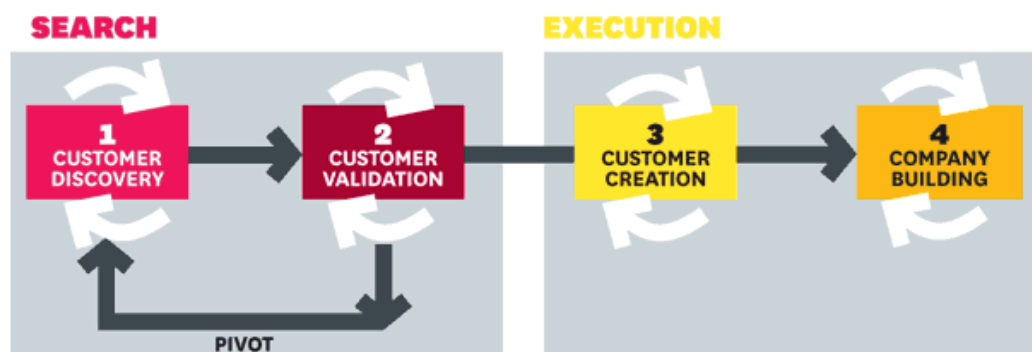 SEARCH
EXECUTION
1
CUSTOMER
DISCOVERY
2
CUSTOMER
VALIDATION
3
CUSTOMER
CREATION
4
COMPANY
BUILDING
PIVOT